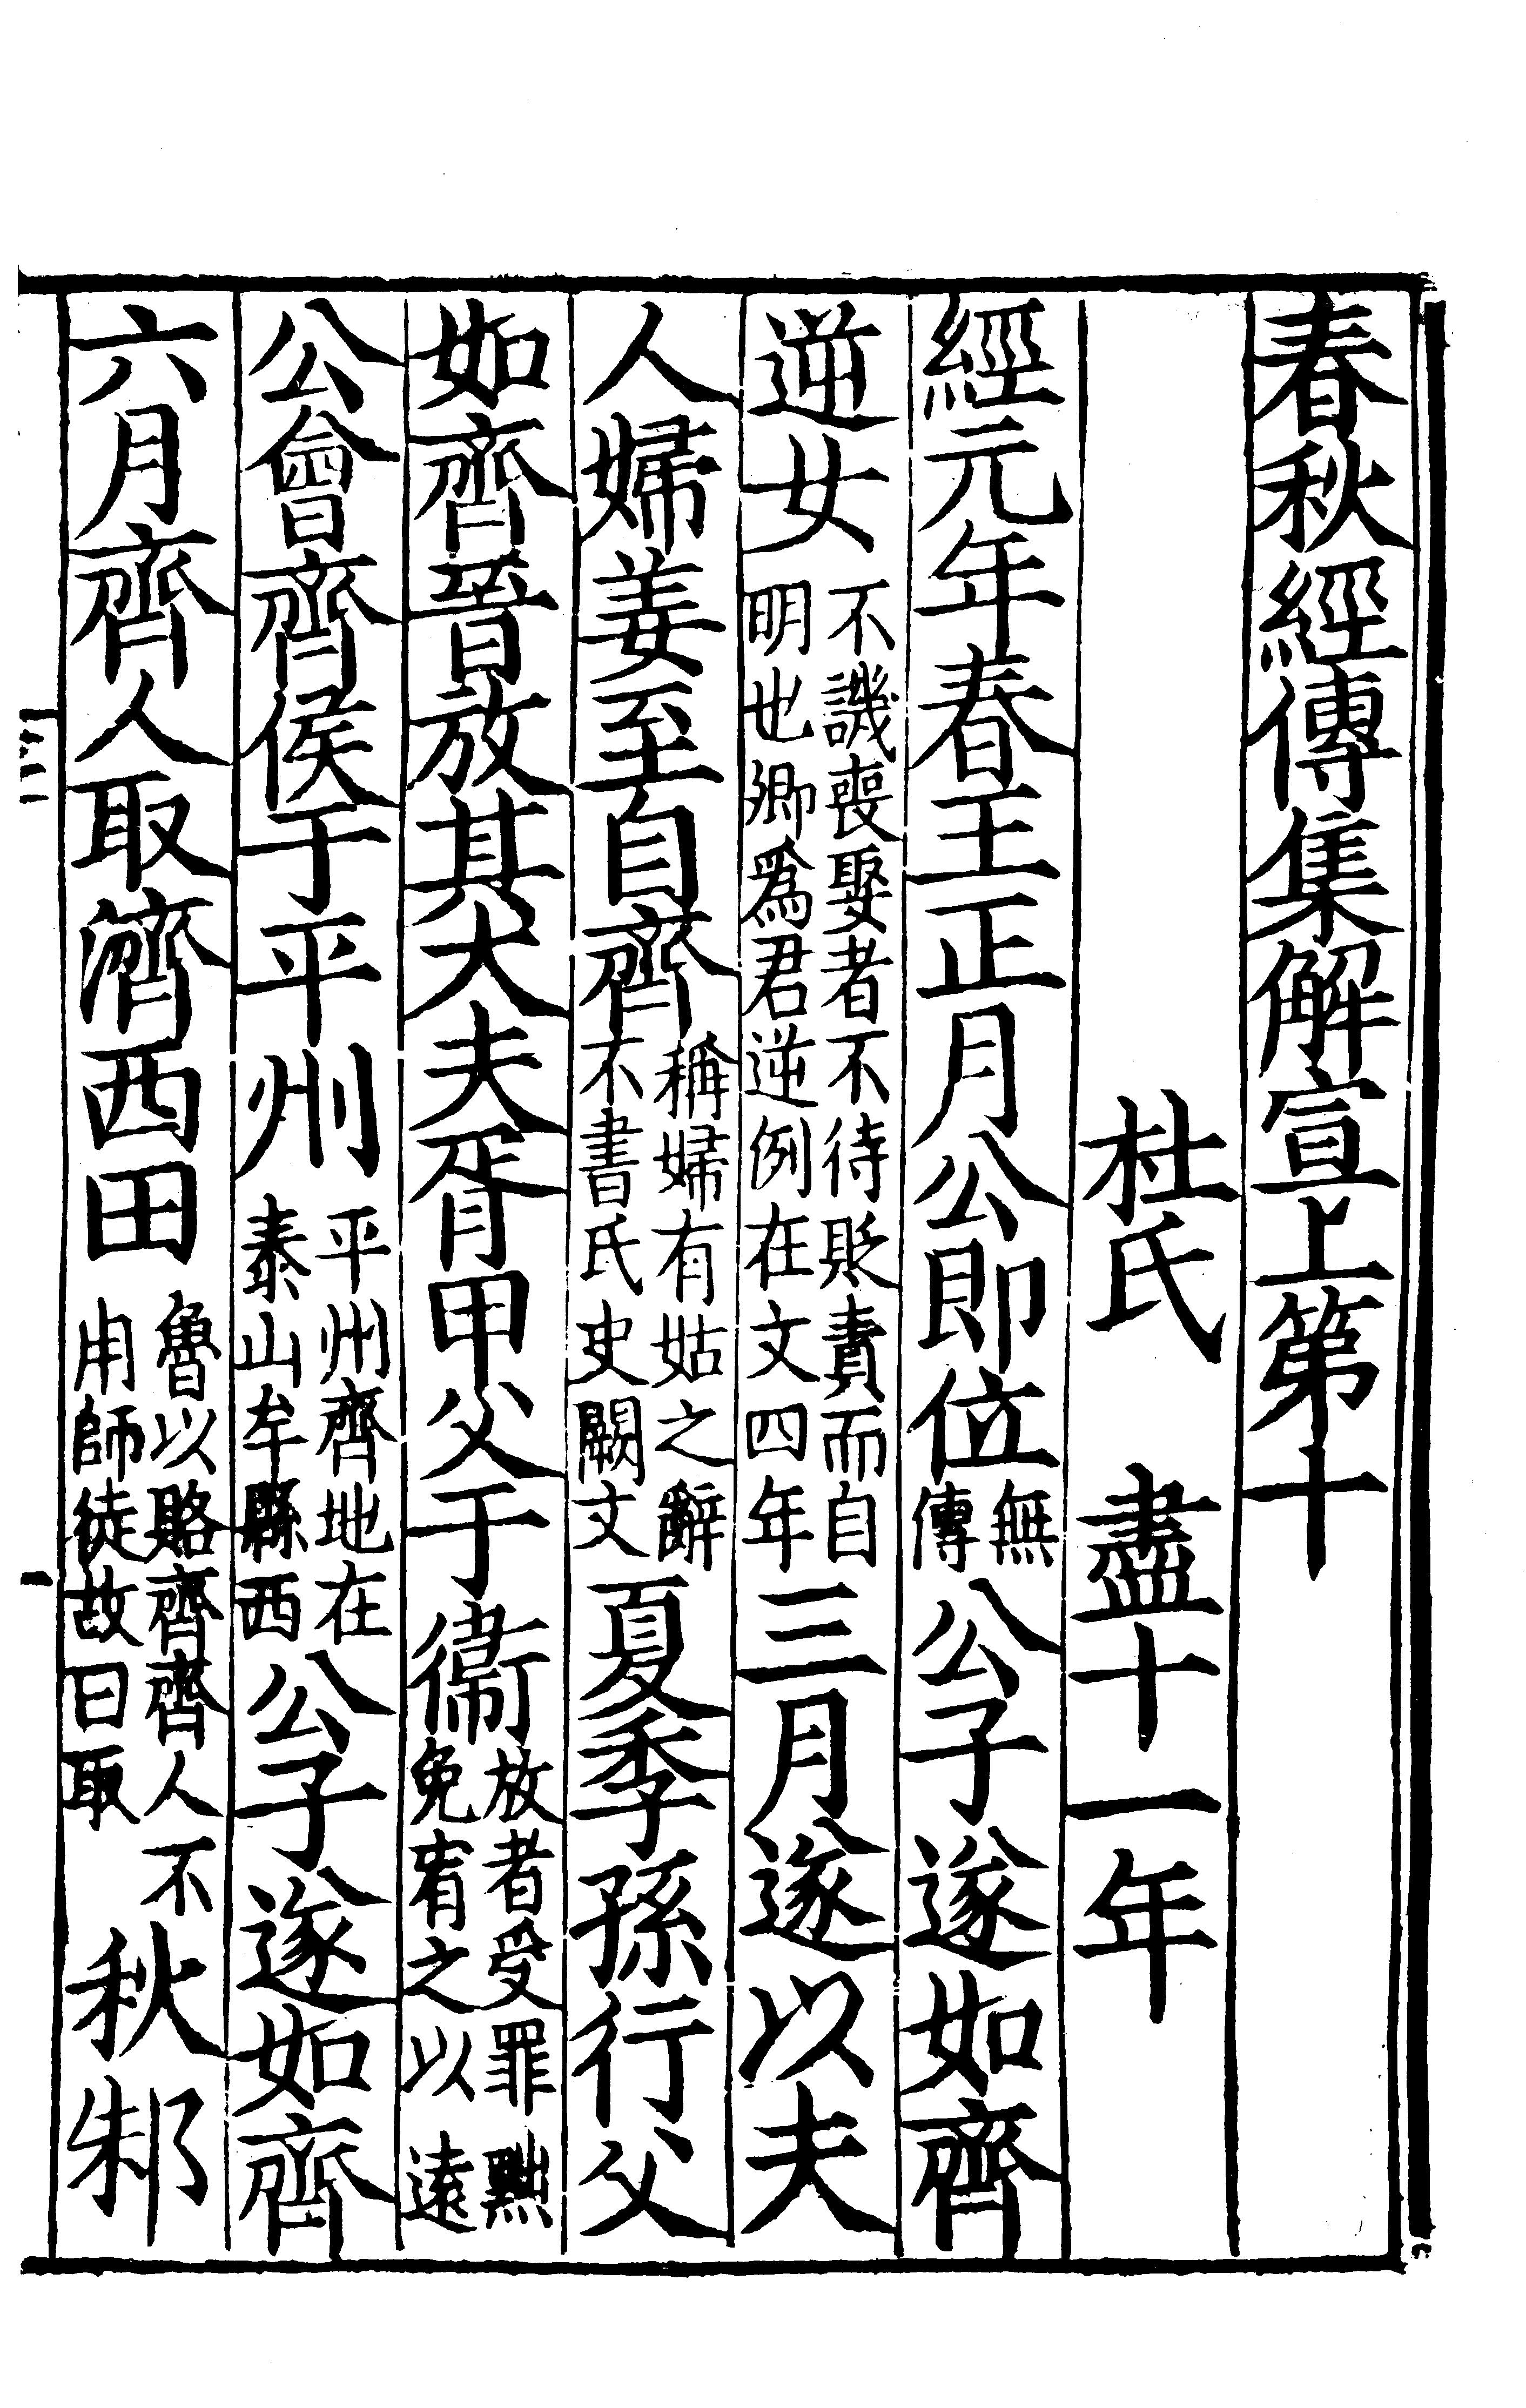 春秋經傳集解宣上第十
杜氏 盡十一年
經元年春王正月公即位無傳公子遂如齊
逆女不譏喪娶者不待貶責而自明也卿爲君逆例在文四年三月遂以夫
人婦姜至自齊稱婦有姑之辭不書氏史闕文夏季孫行父
如齊晉放其大夫胥甲父于衞放者受罪黜免宥之以遠
公會齊侯于平州平州齊地在泰山牟縣西公子遂如齊
六月齊人取濟西田魯以賂齊齊人不用師徒故曰取秋邾